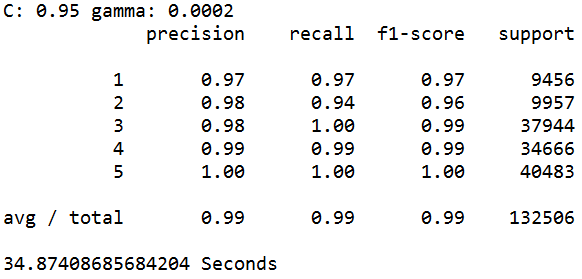 C: 0.95 gamma: 0.0002
precision recall f1-score support
1 0.97 0.97 0.97 9456
2 0.98 0.94 0.96 9957
3 0.98 1.00 0.99 37944
4 0.99 0.99 0.99 34666
5 1.00 1.00 1.00 40483
avg / total 0.99 0.99 0.99 132506
34.87408685684204 Seconds